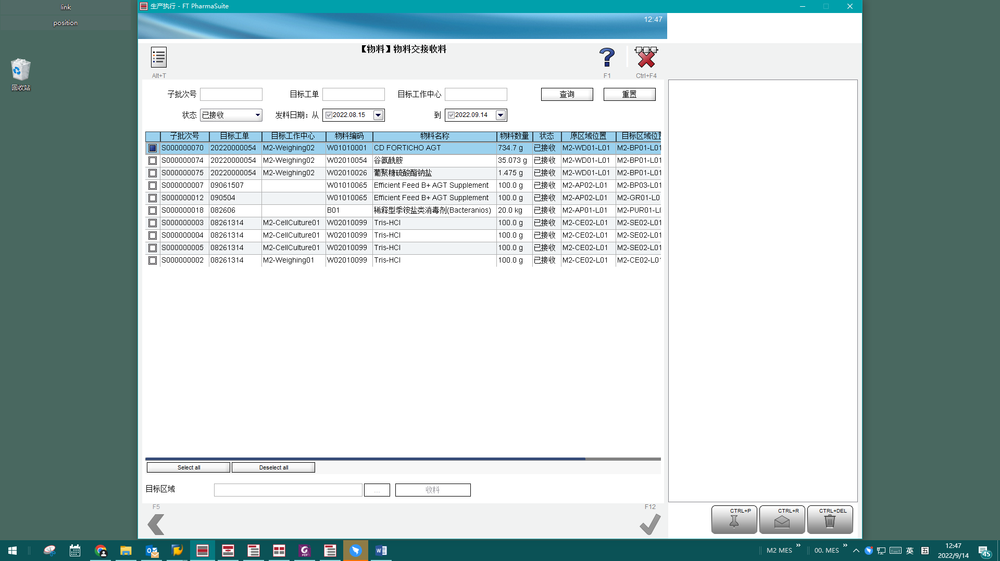 link
position
回收站
生产执行 - FT PharmaSuite
12:47
【物料】物料交接收料
Alt+T
F1
Ctrl+F4
子批次号
目标工单
目标工作中心
查询
重置
状态 已接收
发料日期：从 2022.08.15
到 2022.09.14
子批次号 目标工单 目标工作中心 物料编码 物料名称 物料数量 状态 原区域位置 目标区域位置
S000000070 20220000054 M2-Weighing02 W01010001 CD FORTICHO AGT 734.7 g 已接收 M2-WD01-L01 M2-BP01-L01
S000000074 20220000054 M2-Weighing02 W02010054 谷氨酰胺 35.073 g 已接收 M2-WD01-L01 M2-BP01-L01
S000000075 20220000054 M2-Weighing02 W02010026 葡聚糖硫酸酯钠盐 1.475 g 已接收 M2-WD01-L01 M2-BP01-L01
S000000007 09061507 W01010065 Efficient Feed B+ AGT Supplement 100.0 g 已接收 M2-AP02-L01 M2-BP03-L01
S000000012 090504 W01010065 Efficient Feed B+ AGT Supplement 100.0 g 已接收 M2-AP02-L01 M2-GR01-L0
S000000018 082606 B01 稀释型季铵盐类消毒剂(Bacteranios) 20.0 kg 已接收 M2-AP01-L01 M2-PUR01-L0
S000000003 08261314 M2-CellCulture01 W02010099 Tris-HCl 100.0 g 已接收 M2-CE02-L01 M2-SE02-L01
S000000004 08261314 M2-CellCulture01 W02010099 Tris-HCl 100.0 g 已接收 M2-CE02-L01 M2-SE02-L01
S000000005 08261314 M2-CellCulture01 W02010099 Tris-HCl 100.0 g 已接收 M2-CE02-L01 M2-SE02-L01
S000000002 08261314 M2-Weighing01 W02010099 Tris-HCl 100.0 g 已接收 M2-CE02-L01 M2-CE02-L01
Select all
Deselect all
目标区域
...
收料
F5
F12
CTRL+P
CTRL+R
CTRL+DEL
M2 MES
00. MES
英
五
12:47
2022/9/14
45